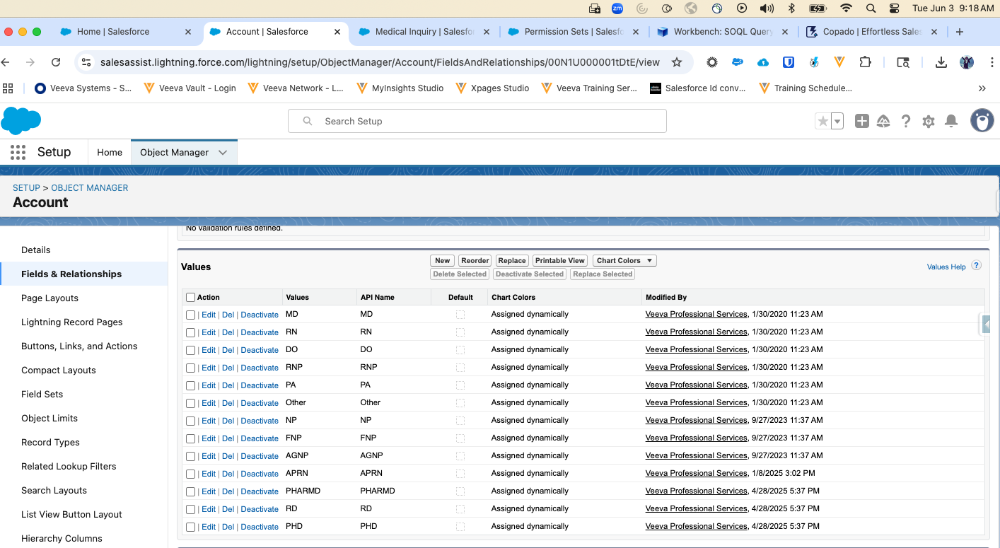 zm
Tue Jun 3 9:18 AM
Home | Salesforce
Account | Salesforce
Medical Inquiry | Salesfo
Permission Sets | Salesfo
Workbench: SOQL Query
Copado | Effortless Sales
salesassist.lightning.force.com/lightning/setup/ObjectManager/Account/FieldsAndRelationships/00N1U000001tDtE/view
Veeva Systems - S...
Veeva Vault - Login
Veeva Network - L...
MyInsights Studio
Xpages Studio
Veeva Training Ser...
Salesforce Id conv...
Training Schedule...
Search Setup
Setup
Home
Object Manager
SETUP > OBJECT MANAGER
Account
Details
Fields & Relationships
Page Layouts
Lightning Record Pages
Buttons, Links, and Actions
Compact Layouts
Field Sets
Object Limits
Record Types
Related Lookup Filters
Search Layouts
List View Button Layout
Hierarchy Columns
No validation rules defined.
Values
New Reorder Replace Printable View Chart Colors
Delete Selected Deactivate Selected Replace Selected
Values Help ?
Action Values API Name Default Chart Colors Modified By
| Edit | Del | Deactivate MD MD Assigned dynamically Veeva Professional Services, 1/30/2020 11:23 AM
| Edit | Del | Deactivate RN RN Assigned dynamically Veeva Professional Services, 1/30/2020 11:23 AM
| Edit | Del | Deactivate DO DO Assigned dynamically Veeva Professional Services, 1/30/2020 11:23 AM
| Edit | Del | Deactivate RNP RNP Assigned dynamically Veeva Professional Services, 1/30/2020 11:23 AM
| Edit | Del | Deactivate PA PA Assigned dynamically Veeva Professional Services, 1/30/2020 11:23 AM
| Edit | Del | Deactivate Other Other Assigned dynamically Veeva Professional Services, 1/30/2020 11:23 AM
| Edit | Del | Deactivate NP NP Assigned dynamically Veeva Professional Services, 9/27/2023 11:37 AM
| Edit | Del | Deactivate FNP FNP Assigned dynamically Veeva Professional Services, 9/27/2023 11:37 AM
| Edit | Del | Deactivate AGNP AGNP Assigned dynamically Veeva Professional Services, 9/27/2023 11:37 AM
| Edit | Del | Deactivate APRN APRN Assigned dynamically Veeva Professional Services, 1/8/2025 3:02 PM
| Edit | Del | Deactivate PHARMD PHARMD Assigned dynamically Veeva Professional Services, 4/28/2025 5:37 PM
| Edit | Del | Deactivate RD RD Assigned dynamically Veeva Professional Services, 4/28/2025 5:37 PM
| Edit | Del | Deactivate PHD PHD Assigned dynamically Veeva Professional Services, 4/28/2025 5:37 PM